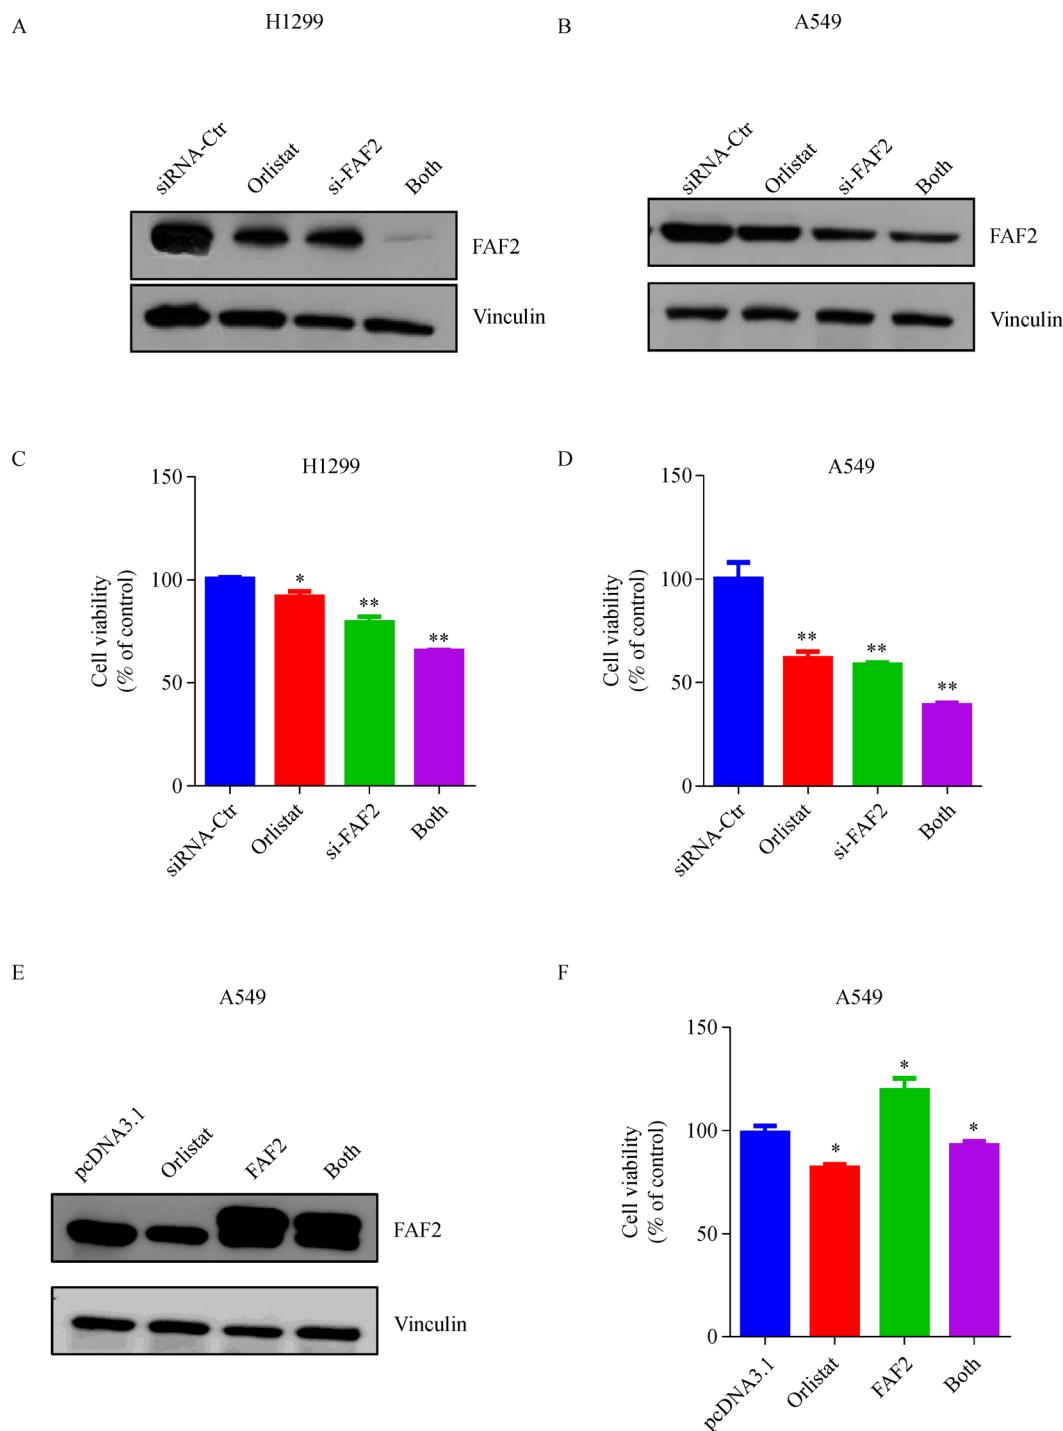 A
H1299
siRNA-Ctr
Orlistat
si-FAF2
Both
FAF2
Vinculin
B
A549
siRNA-Ctr
Orlistat
si-FAF2
Both
FAF2
Vinculin
C
H1299
Cell viability
(% of control)
150
100
50
0
*
**
**
siRNA-Ctr
Orlistat
si-FAF2
Both
D
A549
Cell viability
(% of control)
150
100
50
0
**
**
**
siRNA-Ctr
Orlistat
si-FAF2
Both
E
A549
pcDNA3.1
Orlistat
FAF2
Both
FAF2
Vinculin
F
A549
Cell viability
(% of control)
150
100
50
0
*
*
*
pcDNA3.1
Orlistat
FAF2
Both